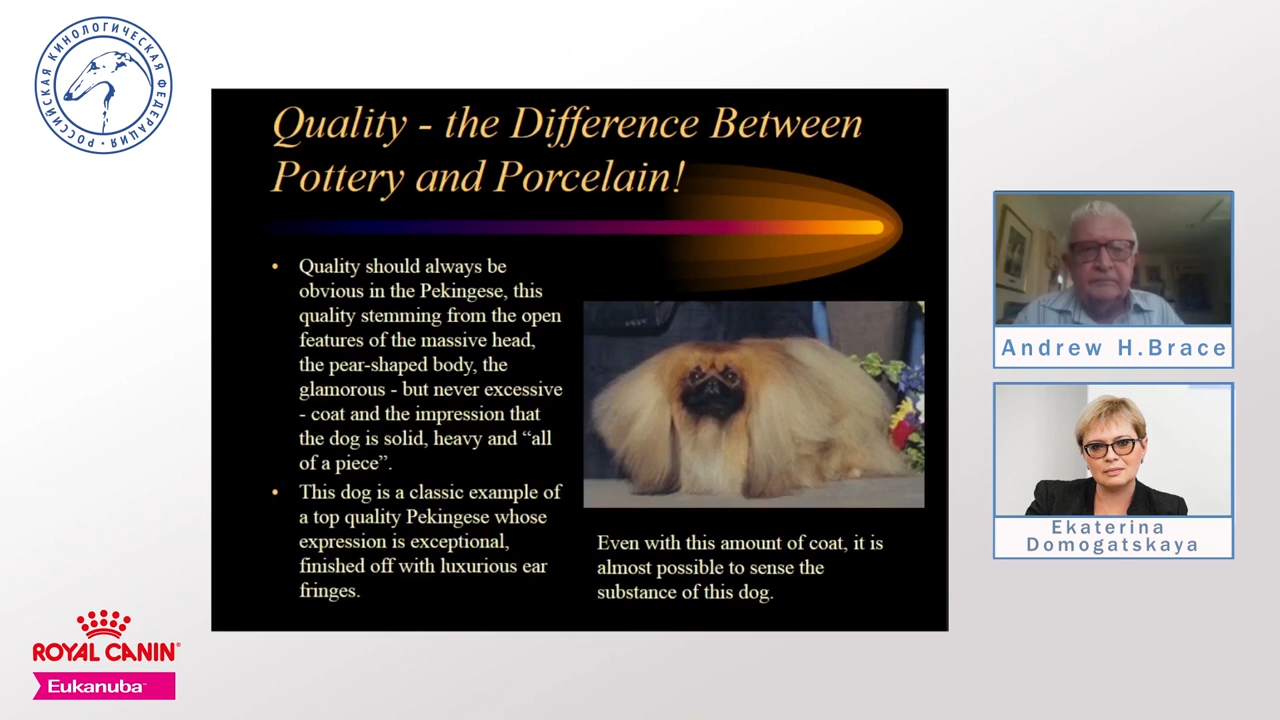 РОССИЙСКАЯ КИНОЛОГИЧЕСКАЯ ФЕДЕРАЦИЯ
Quality - the Difference Between
Pottery and Porcelain!
• Quality should always be
obvious in the Pekingese, this
quality stemming from the open
features of the massive head,
the pear-shaped body, the
glamorous - but never excessive
- coat and the impression that
the dog is solid, heavy and “all
of a piece”.
• This dog is a classic example of
a top quality Pekingese whose
expression is exceptional,
finished off with luxurious ear
fringes.
Even with this amount of coat, it is
almost possible to sense the
substance of this dog.
Andrew H.Brace
Ekaterina
Domogatskaya
ROYAL CANIN®
Eukanuba™